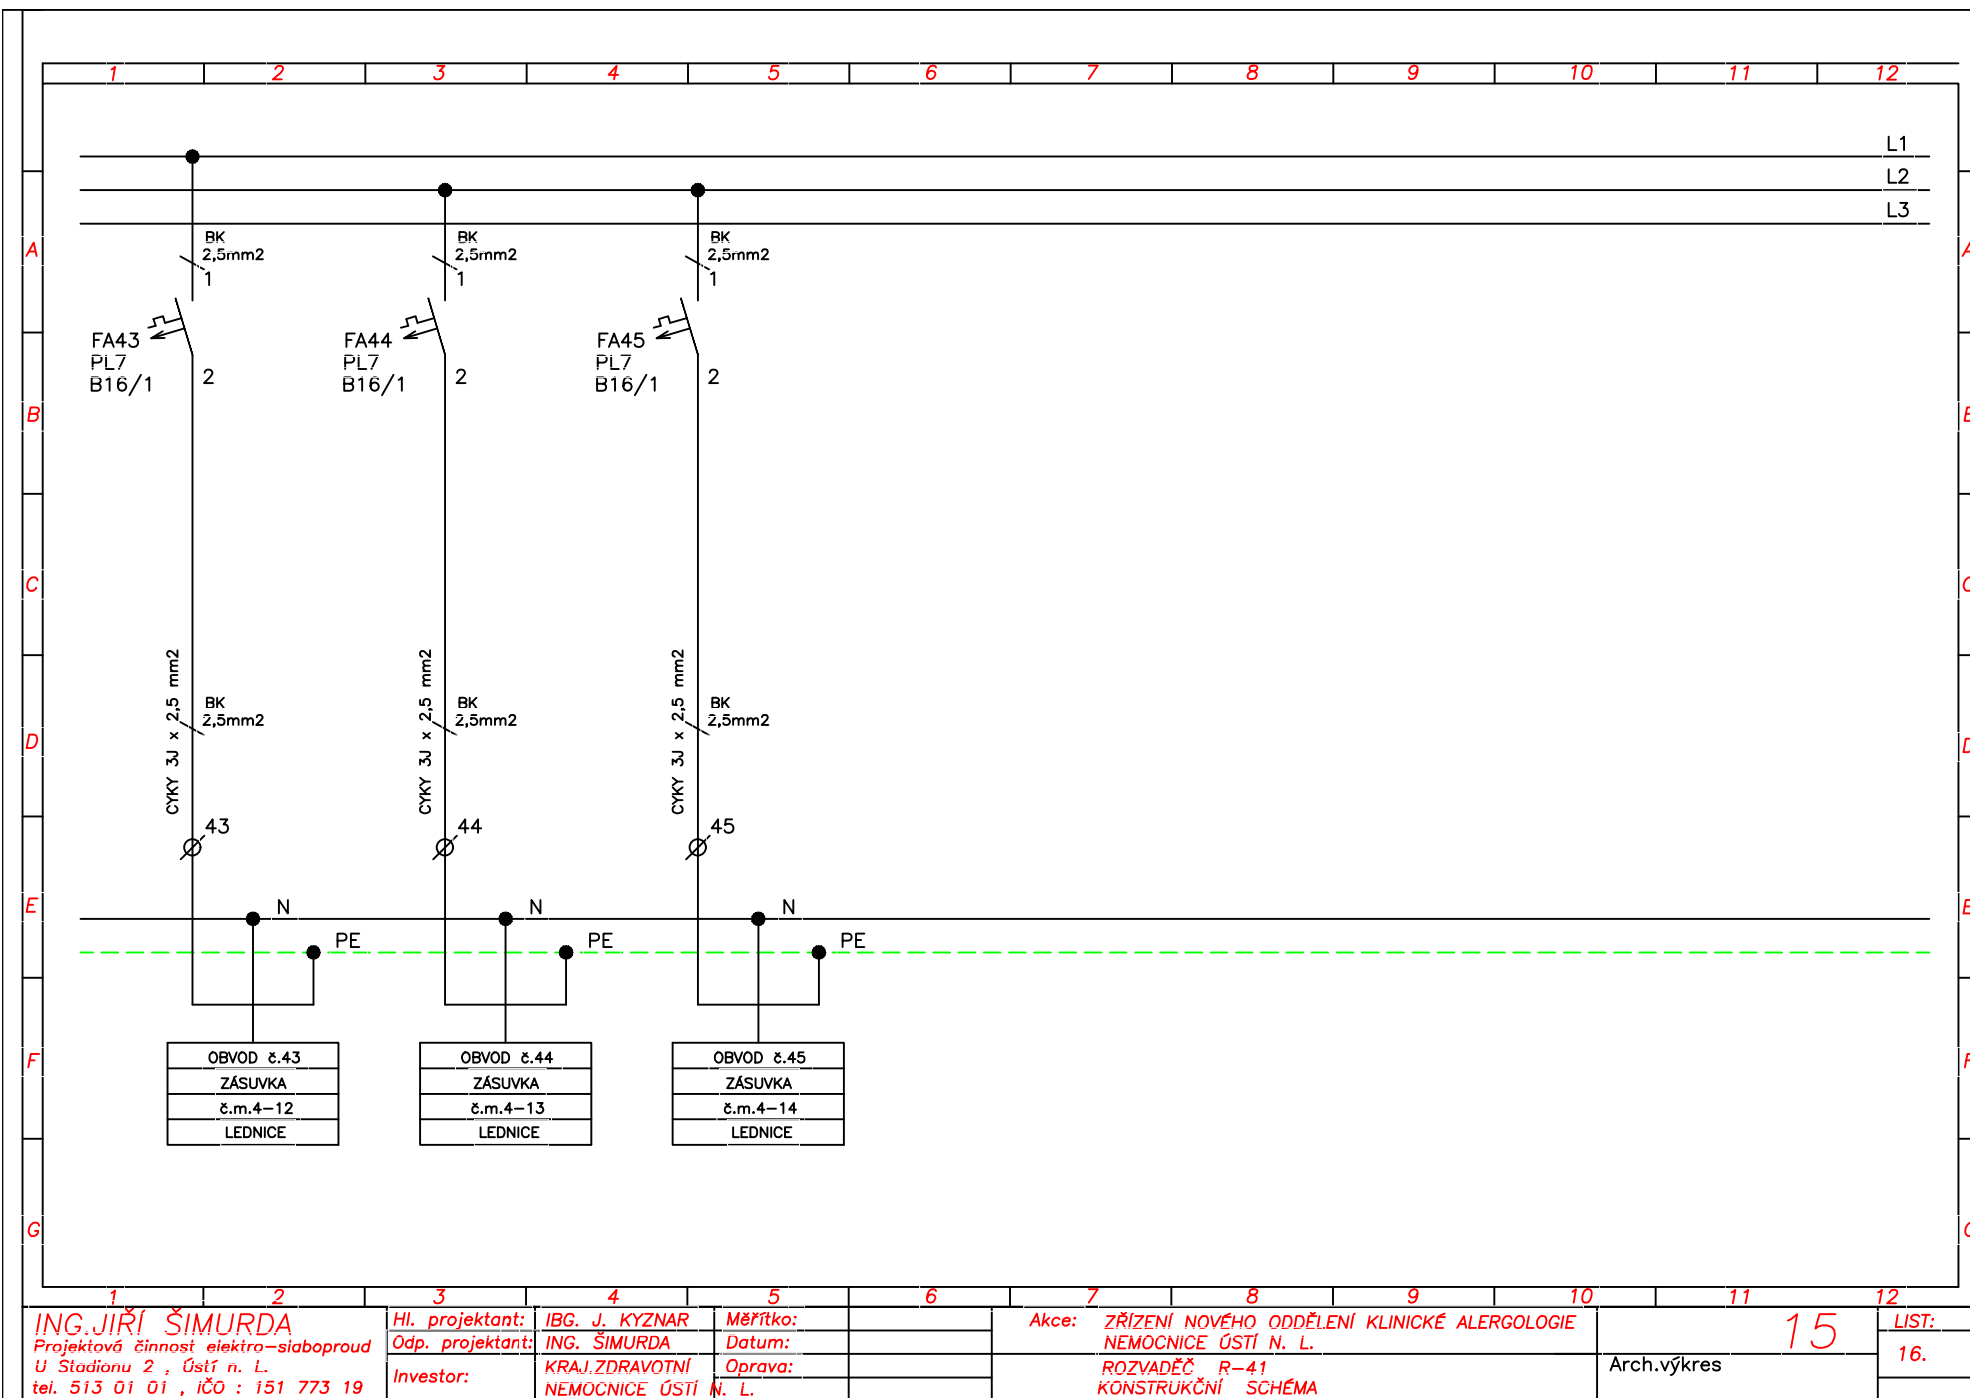 1 2 3 4 5 6 7 8 9 10 11 12
L1
L2
L3
A A
BK BK BK
2,5mm2 2,5mm2 2,5mm2
1 1 1
FA43 FA44 FA45
PL7 PL7 PL7
B16/1 B16/1 B16/1
2 2 2
B
C
CYKY 3J x 2,5 mm2 CYKY 3J x 2,5 mm2 CYKY 3J x 2,5 mm2
BK BK BK
2,5mm2 2,5mm2 2,5mm2
D D
43 44 45
E
N N N
PE PE PE
F
OBVOD č.43 OBVOD č.44 OBVOD č.45
ZÁSUVKA ZÁSUVKA ZÁSUVKA
č.m.4-12 č.m.4-13 č.m.4-14
LEDNICE LEDNICE LEDNICE
G
1 2 3 4 5 6 7 8 9 10 11 12
ING.JIŘÍ ŠIMURDA
Projektová činnost elektro-slaboproud
U Stadionu 2 , Ústí n. L.
tel. 513 01 01 , IČO : 151 773 19
Hl. projektant: IBG. J. KYZNAR
Odp. projektant: ING. ŠIMURDA
Investor: KRAJ.ZDRAVOTNÍ
NEMOCNICE ÚSTÍ N. L.
Měřítko:
Datum:
Oprava:
Akce: ZŘÍZENÍ NOVÉHO ODDĚLENÍ KLINICKÉ ALERGOLOGIE
NEMOCNICE ÚSTÍ N. L.
ROZVADĚČ R-41
KONSTRUKČNÍ SCHÉMA
15
Arch.výkres
LIST:
16.